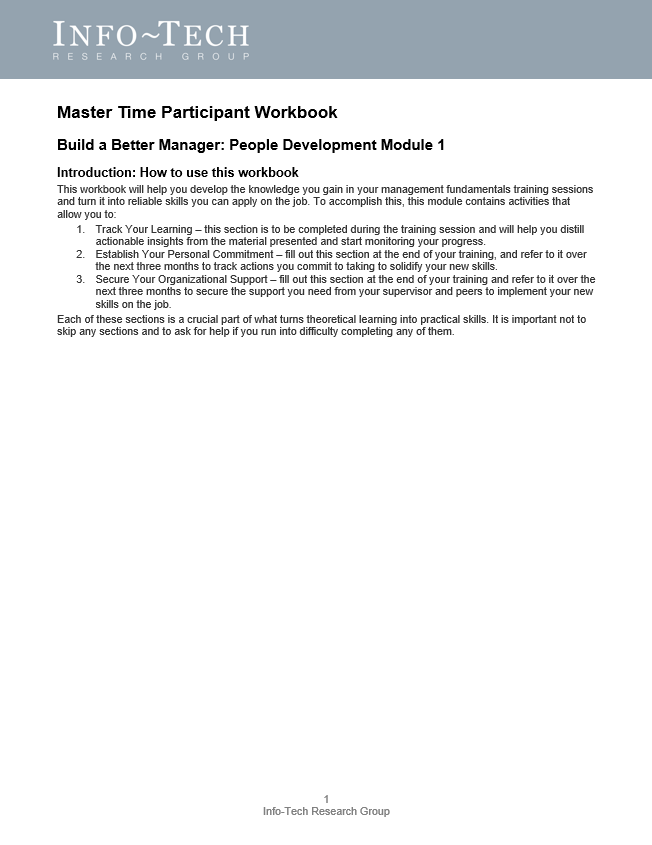 INFO~TECH
RESEARCH GROUP
Master Time Participant Workbook
Build a Better Manager: People Development Module 1
Introduction: How to use this workbook
This workbook will help you develop the knowledge you gain in your management fundamentals training sessions
and turn it into reliable skills you can apply on the job. To accomplish this, this module contains activities that
allow you to:
1. Track Your Learning – this section is to be completed during the training session and will help you distill
actionable insights from the material presented and start monitoring your progress.
2. Establish Your Personal Commitment – fill out this section at the end of your training, and refer to it over
the next three months to track actions you commit to taking to solidify your new skills.
3. Secure Your Organizational Support – fill out this section at the end of your training and refer to it over the
next three months to secure the support you need from your supervisor and peers to implement your new
skills on the job.
Each of these sections is a crucial part of what turns theoretical learning into practical skills. It is important not to
skip any sections and to ask for help if you run into difficulty completing any of them.
1
Info-Tech Research Group